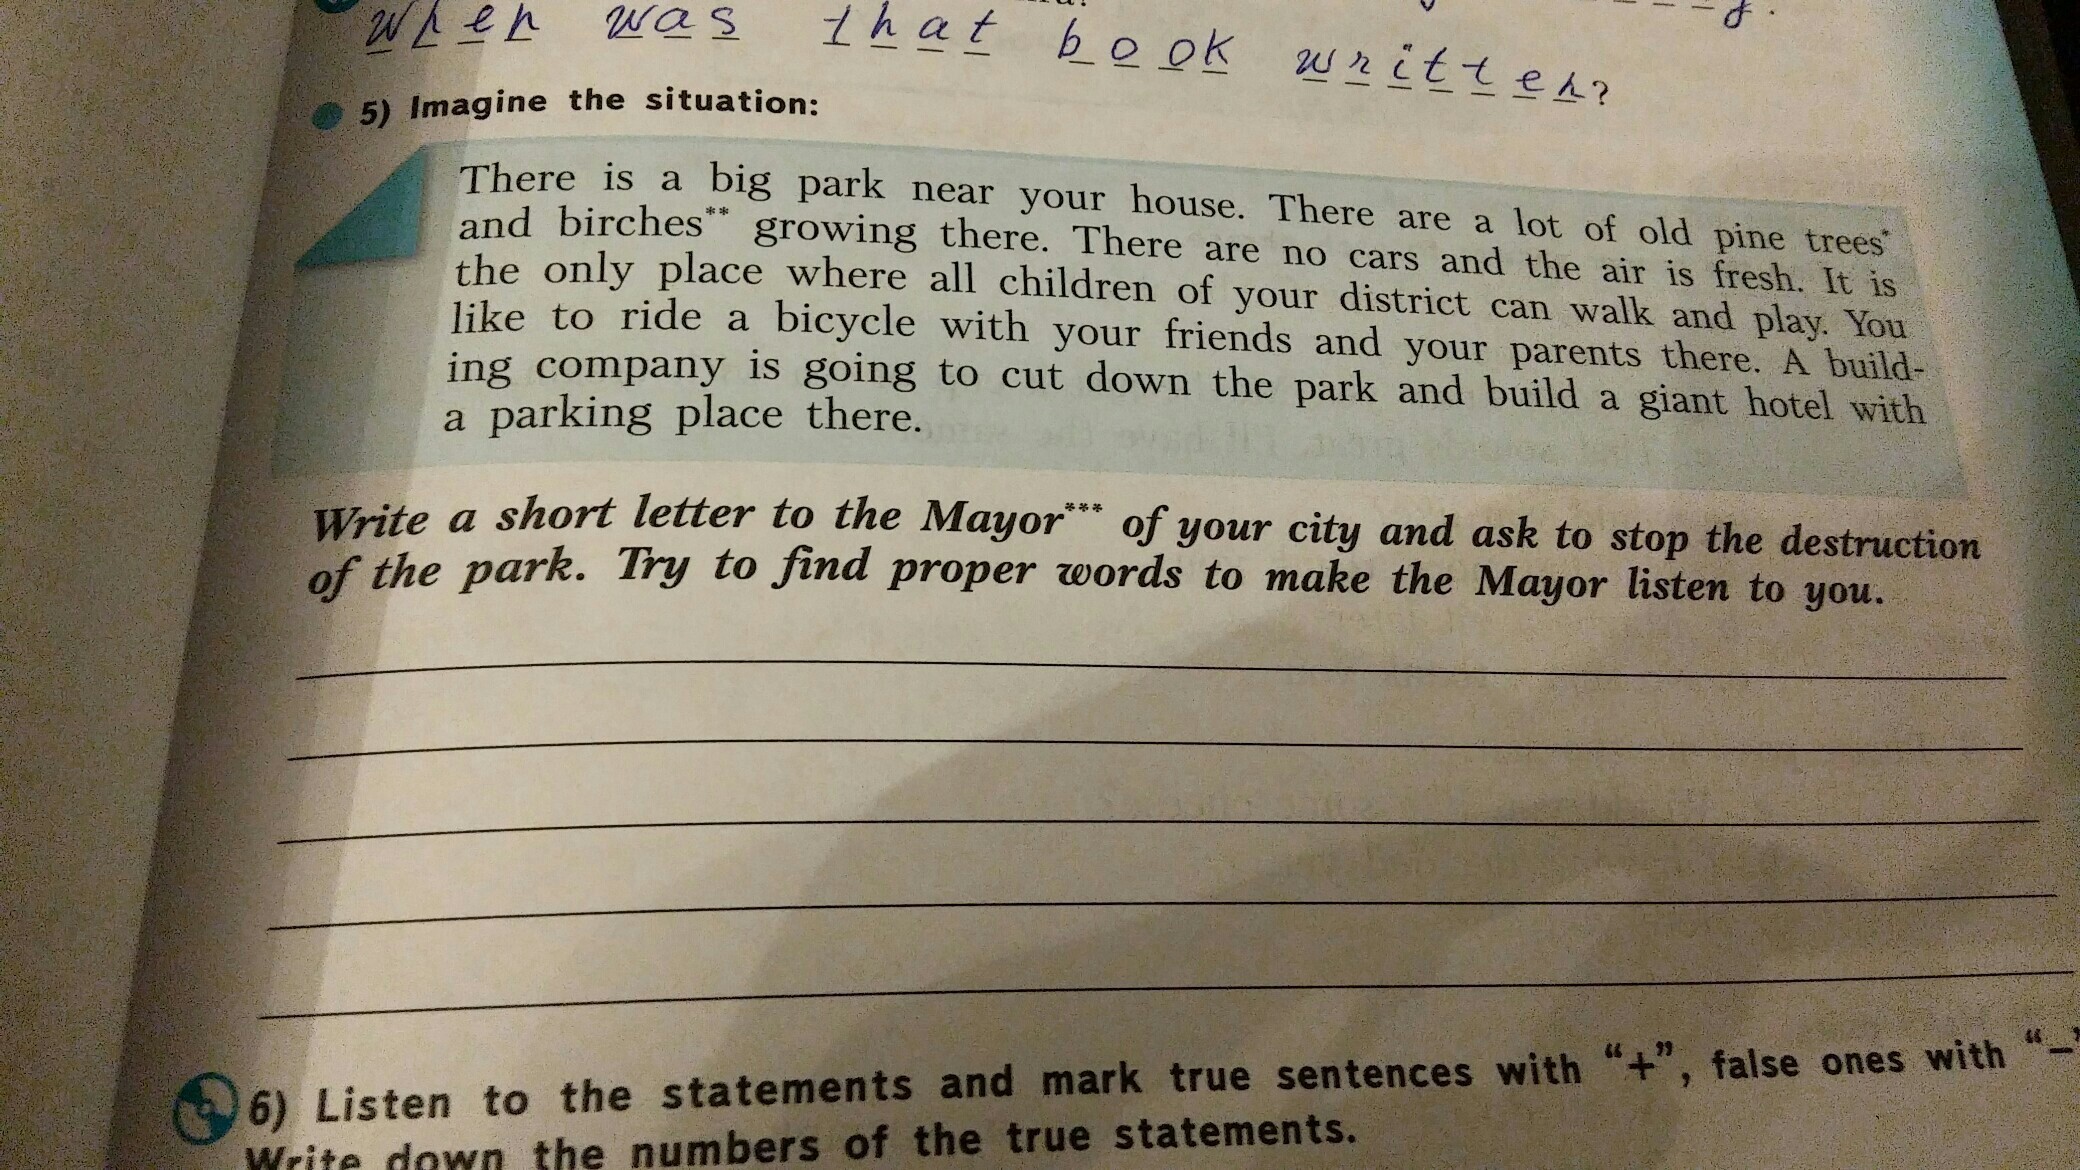 when was that book written?
5) Imagine the situation:
There is a big park near your house. There are a lot of old pine trees*
and birches** growing there. There are no cars and the air is fresh. It is
the only place where all children of your district can walk and play. You
like to ride a bicycle with your friends and your parents there. A build-
ing company is going to cut down the park and build a giant hotel with
a parking place there.
Write a short letter to the Mayor*** of your city and ask to stop the destruction
of the park. Try to find proper words to make the Mayor listen to you.
6) Listen to the statements and mark true sentences with “+”, false ones with “–”
Write down the numbers of the true statements.